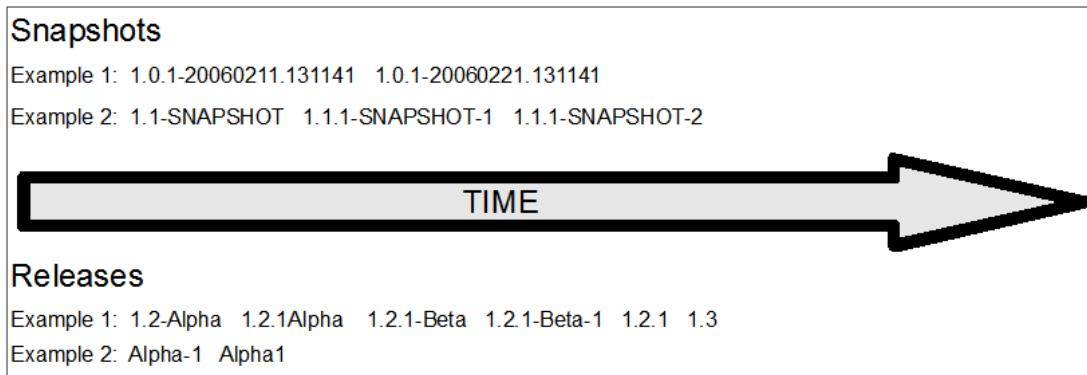 Snapshots
Example 1: 1.0.1-20060211.131141 1.0.1-20060221.131141
Example 2: 1.1-SNAPSHOT 1.1.1-SNAPSHOT-1 1.1.1-SNAPSHOT-2
TIME
Releases
Example 1: 1.2-Alpha 1.2.1Alpha 1.2.1-Beta 1.2.1-Beta-1 1.2.1 1.3
Example 2: Alpha-1 Alpha1